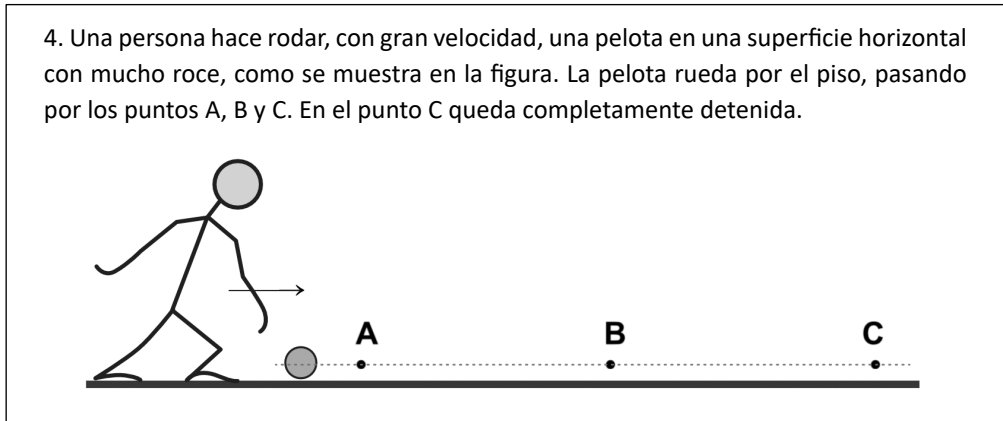 4. Una persona hace rodar, con gran velocidad, una pelota en una superficie horizontal
con mucho roce, como se muestra en la figura. La pelota rueda por el piso, pasando
por los puntos A, B y C. En el punto C queda completamente detenida.
A B C